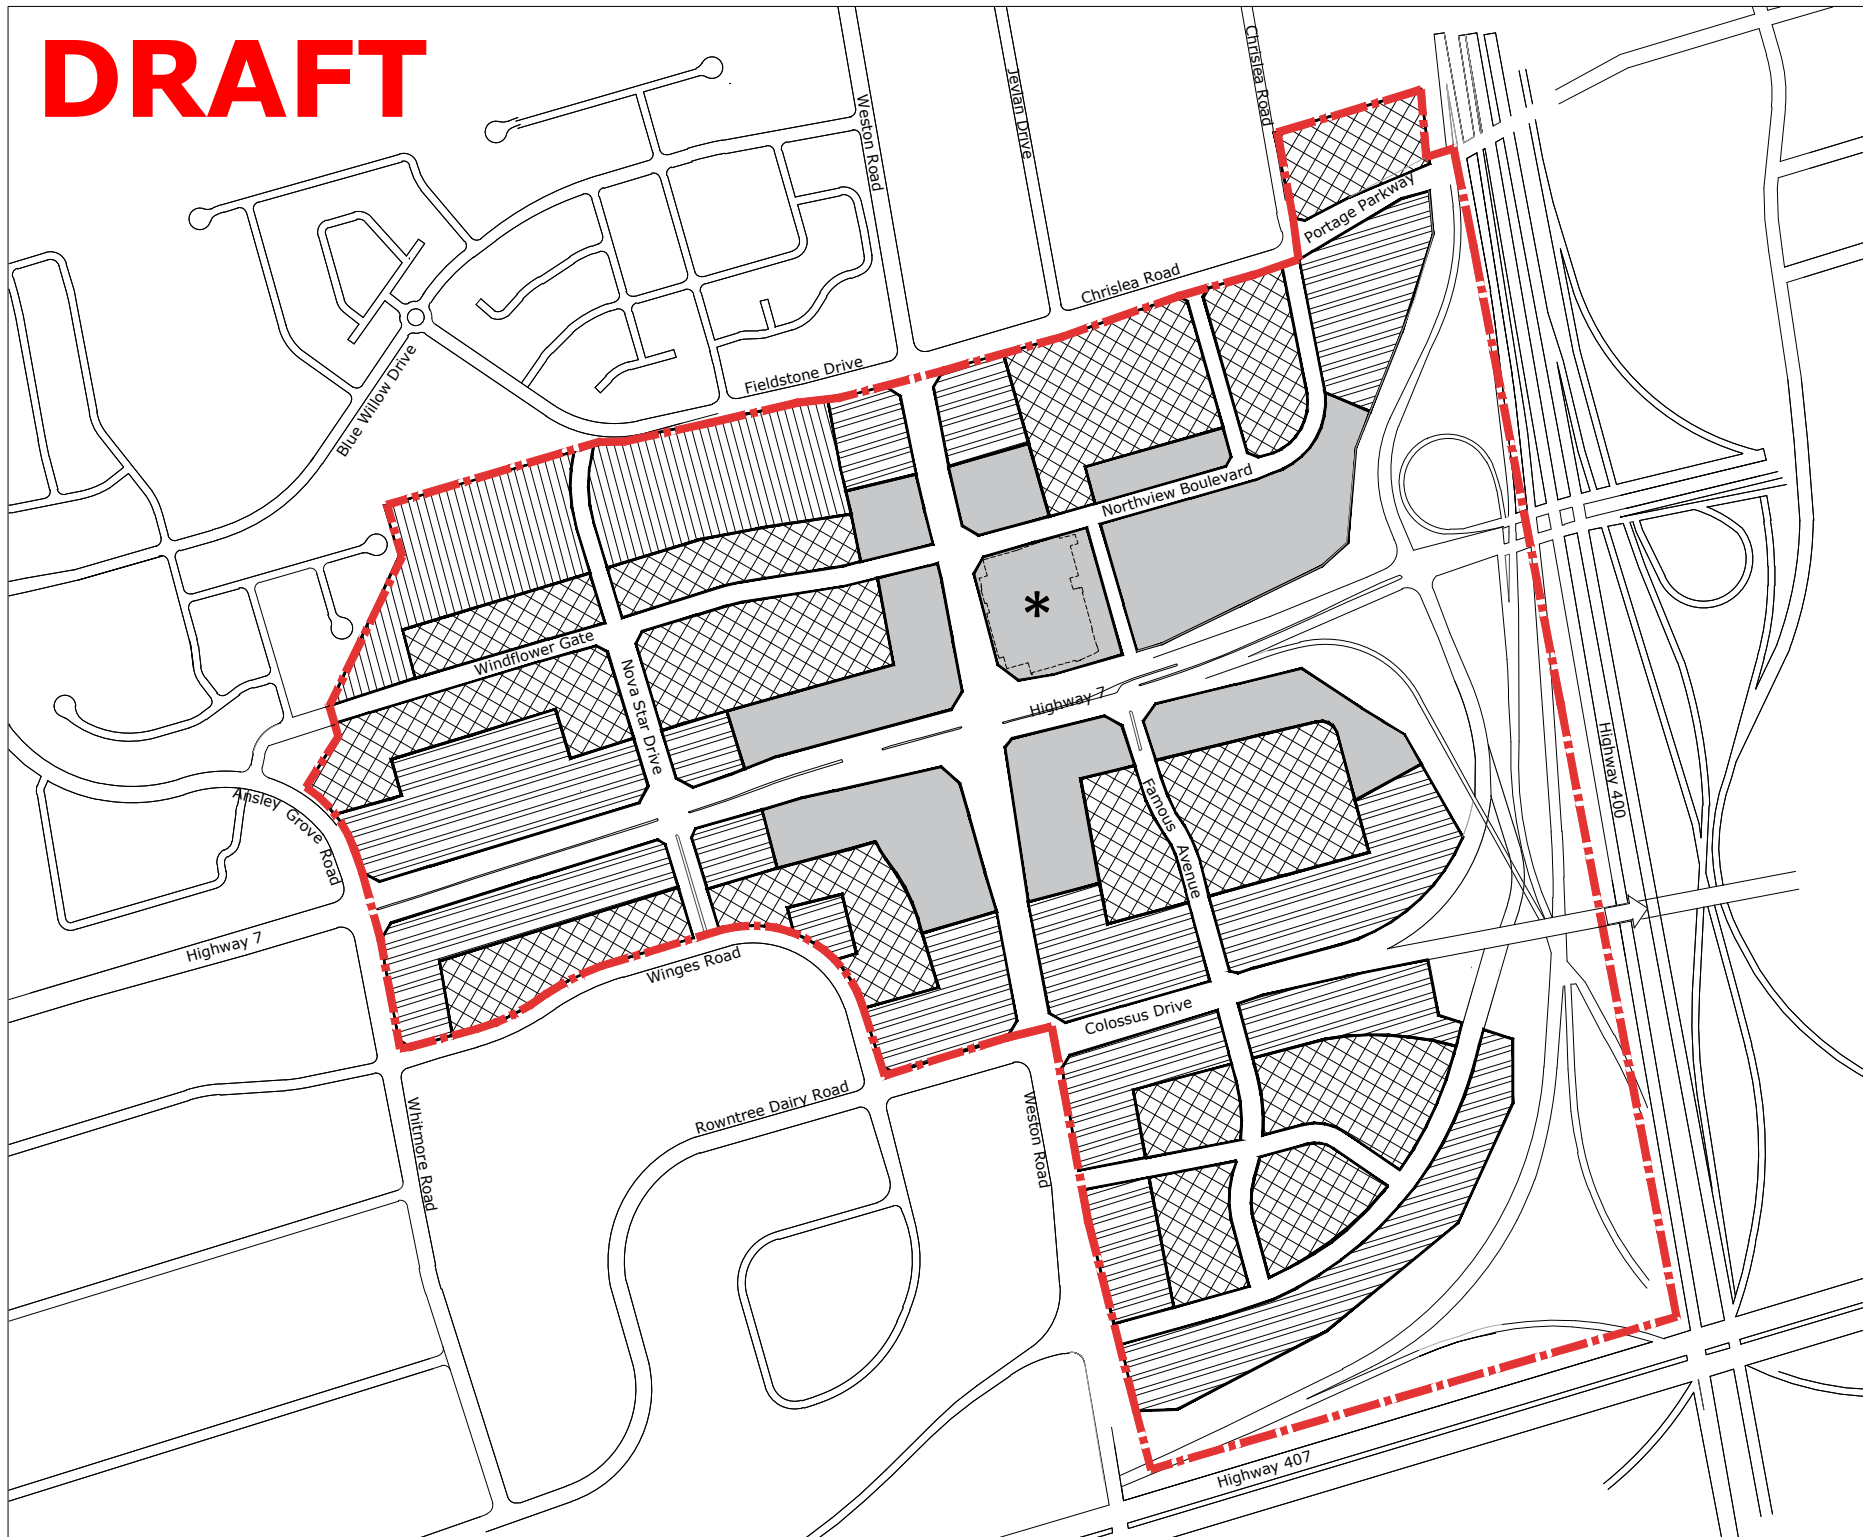 DRAFT
Weston Road
Jevlan Drive
Chrislea Road
Portage Parkway
Chrislea Road
Fieldstone Drive
Blue Willow Drive
Northview Boulevard
*
Windflower Gate
Nova Star Drive
Highway 7
Highway 400
Famous
Avenue
Ansley Grove Road
Highway 7
Winges Road
Colossus Drive
Rowntree Dairy Road
Whitmore Road
Weston Road
Highway 407